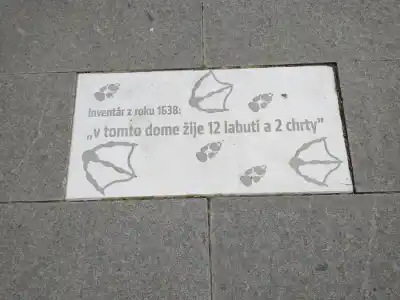 Inventár z roku 1638:
„v tomto dome žije 12 labutí a 2 chrty”